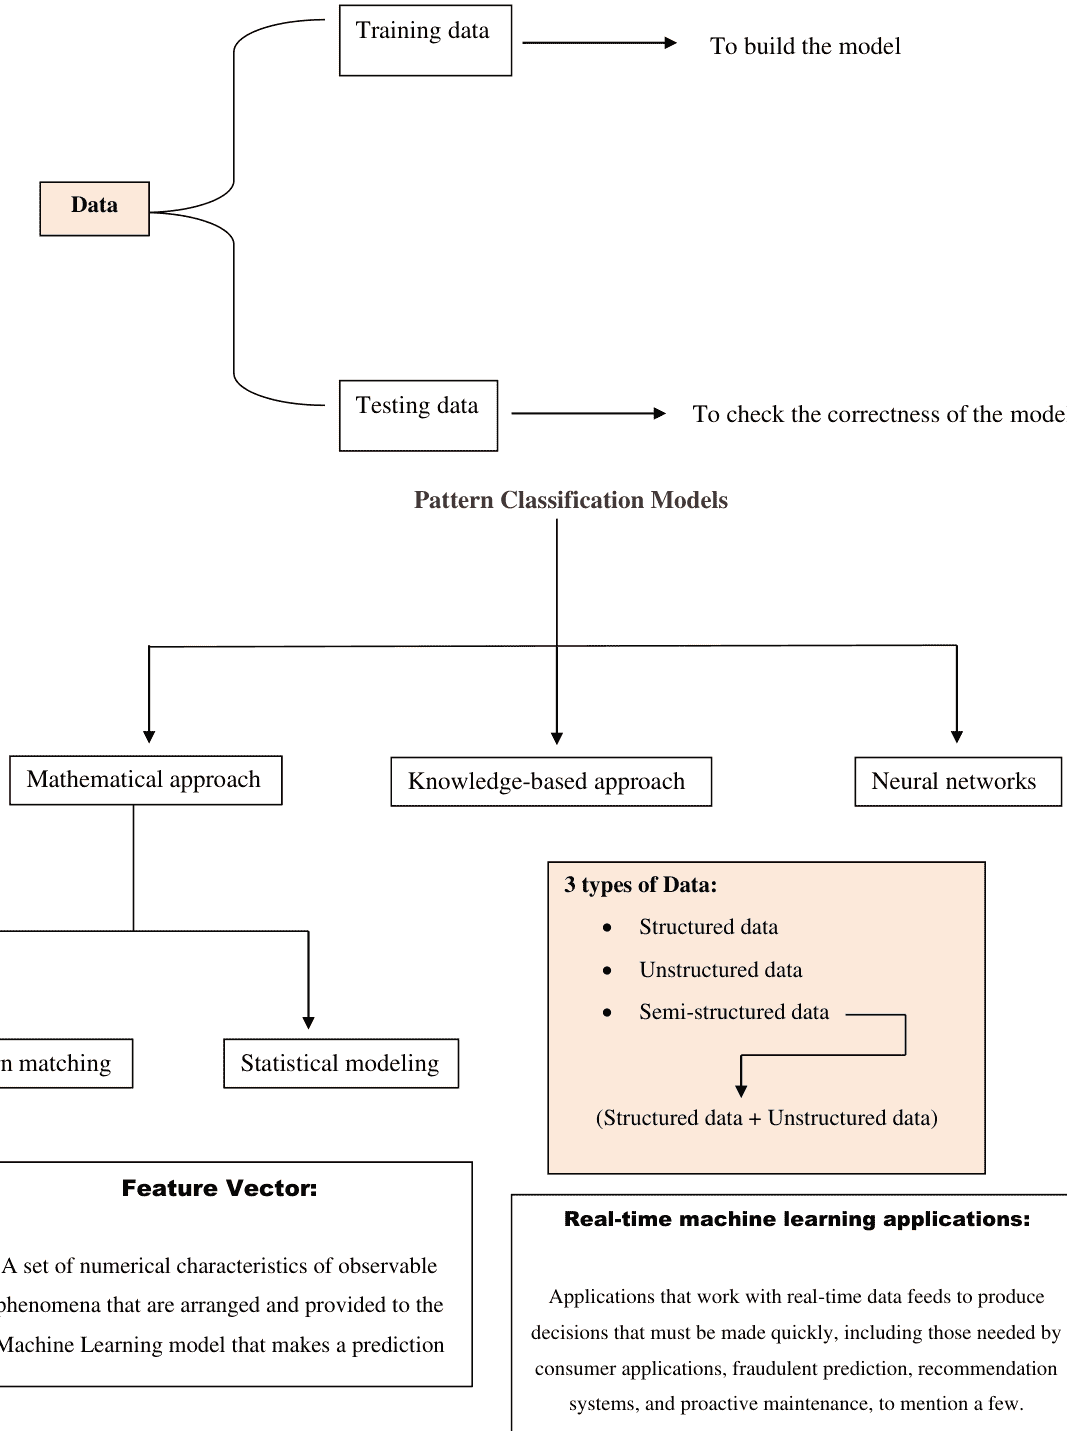 Training data
To build the model
Data
Testing data
To check the correctness of the model
Pattern Classification Models
Mathematical approach
Knowledge-based approach
Neural networks
3 types of Data:
• Structured data
• Unstructured data
• Semi-structured data
(Structured data + Unstructured data)
matching
Statistical modeling
Feature Vector:
A set of numerical characteristics of observable
phenomena that are arranged and provided to the
Machine Learning model that makes a prediction
Real-time machine learning applications:
Applications that work with real-time data feeds to produce
decisions that must be made quickly, including those needed by
consumer applications, fraudulent prediction, recommendation
systems, and proactive maintenance, to mention a few.